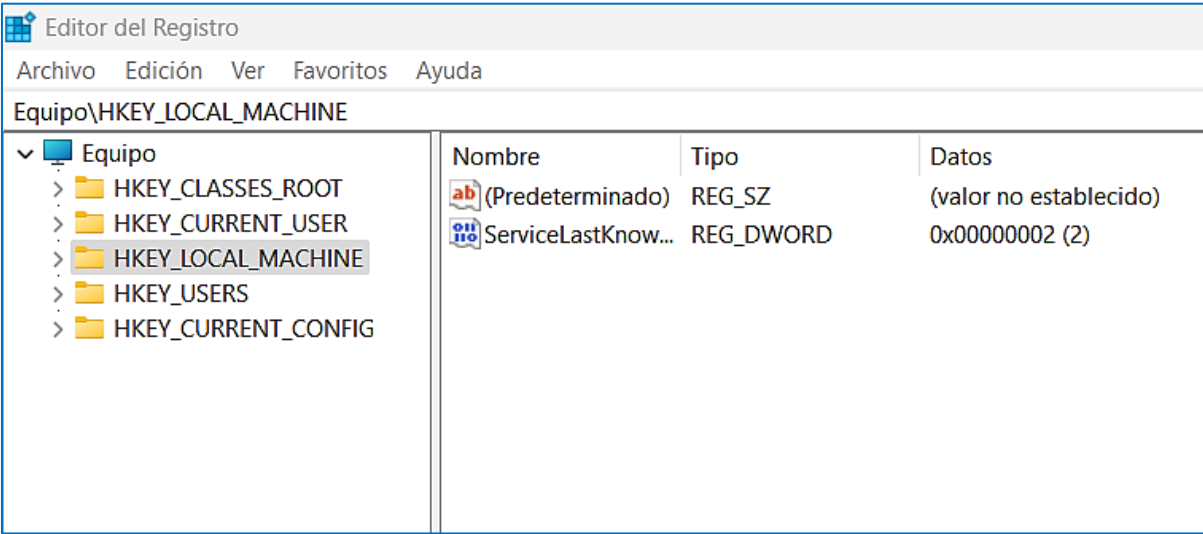 Editor del Registro
Archivo Edición Ver Favoritos Ayuda
Equipo\HKEY_LOCAL_MACHINE
Equipo
HKEY_CLASSES_ROOT
HKEY_CURRENT_USER
HKEY_LOCAL_MACHINE
HKEY_USERS
HKEY_CURRENT_CONFIG
Nombre Tipo Datos
(Predeterminado) REG_SZ (valor no establecido)
ServiceLastKnow... REG_DWORD 0x00000002 (2)